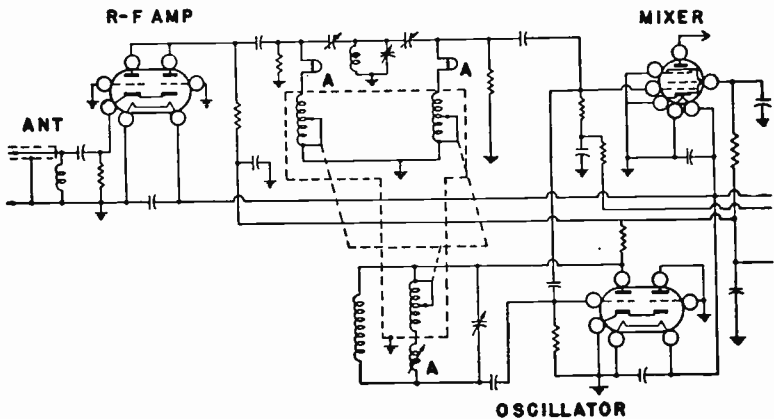 R-F AMP
MIXER
ANT
A
A
A
OSCILLATOR